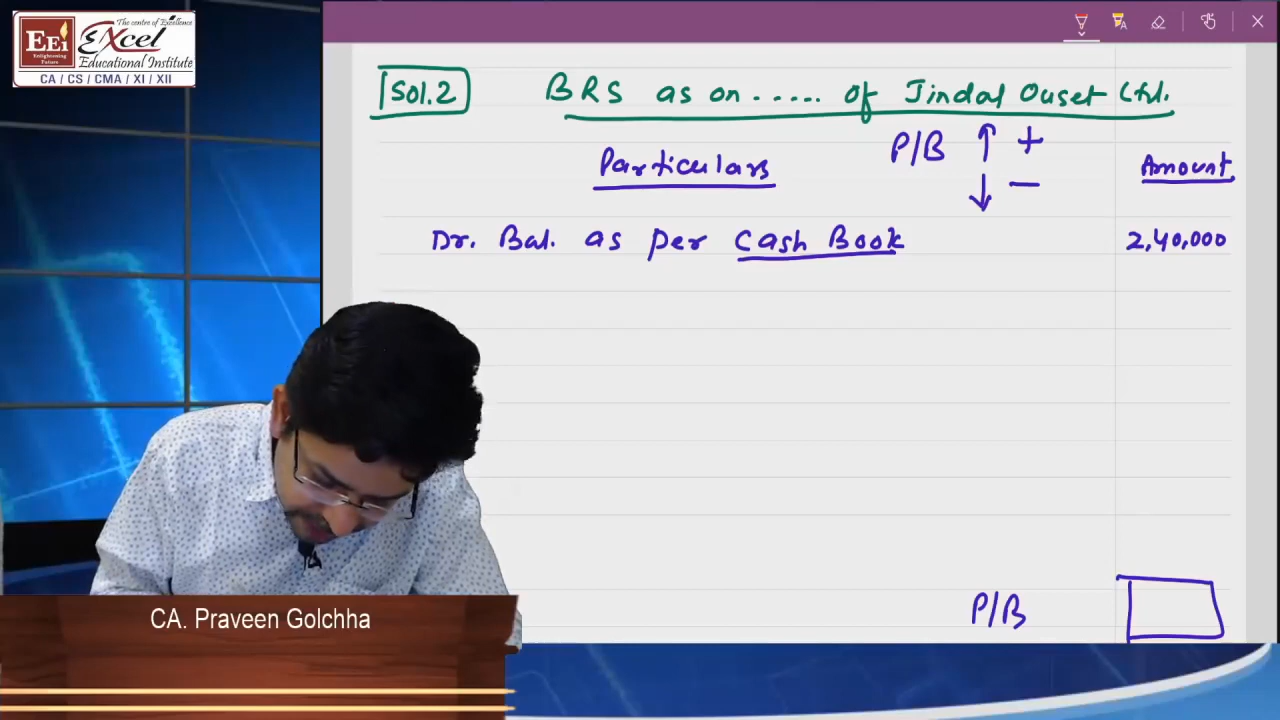 The centre of Excellence
EEi
Excel
Enlightening
Future
Educational Institute
CA / CS / CMA / XI / XII
Sol.2 BRS as on ..... of Jindal Ouset Ltd.
Particulars P/B ↑ + Amount
↓ -
Dr. Bal. as per Cash Book 2,40,000
CA. Praveen Golchha
P/B